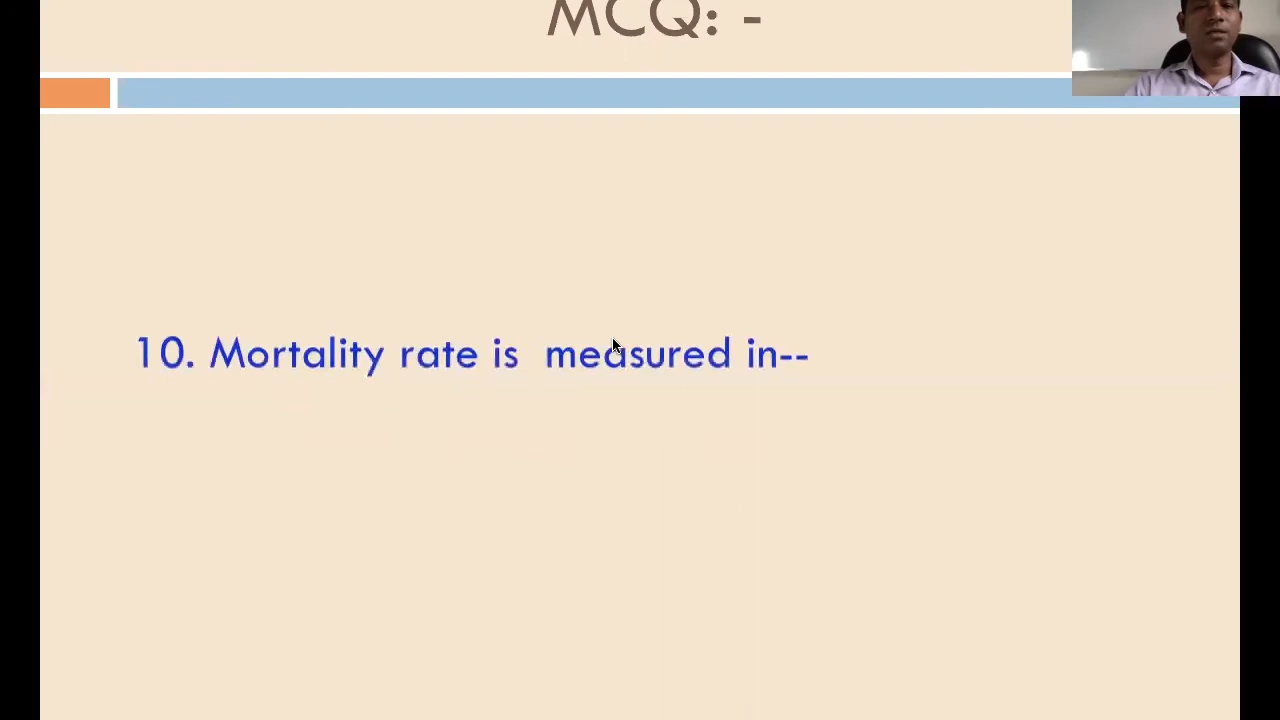 MCQ: -
10. Mortality rate is  measured in--